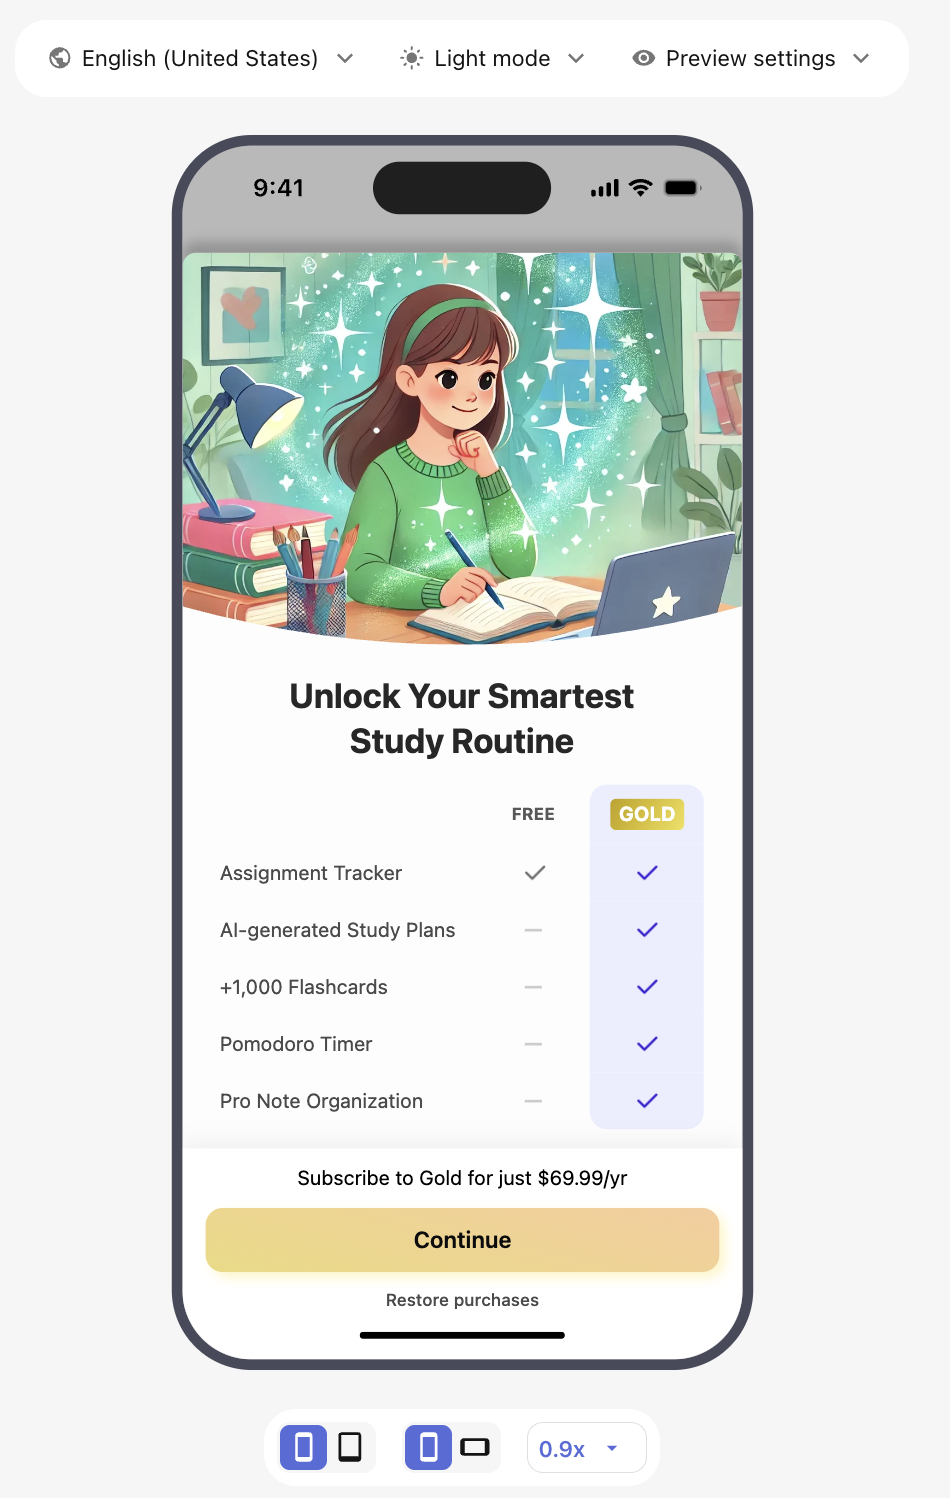 English (United States) Light mode Preview settings
9:41
Unlock Your Smartest
Study Routine
FREE GOLD
Assignment Tracker
AI-generated Study Plans
+1,000 Flashcards
Pomodoro Timer
Pro Note Organization
Subscribe to Gold for just $69.99/yr
Continue
Restore purchases
0.9x